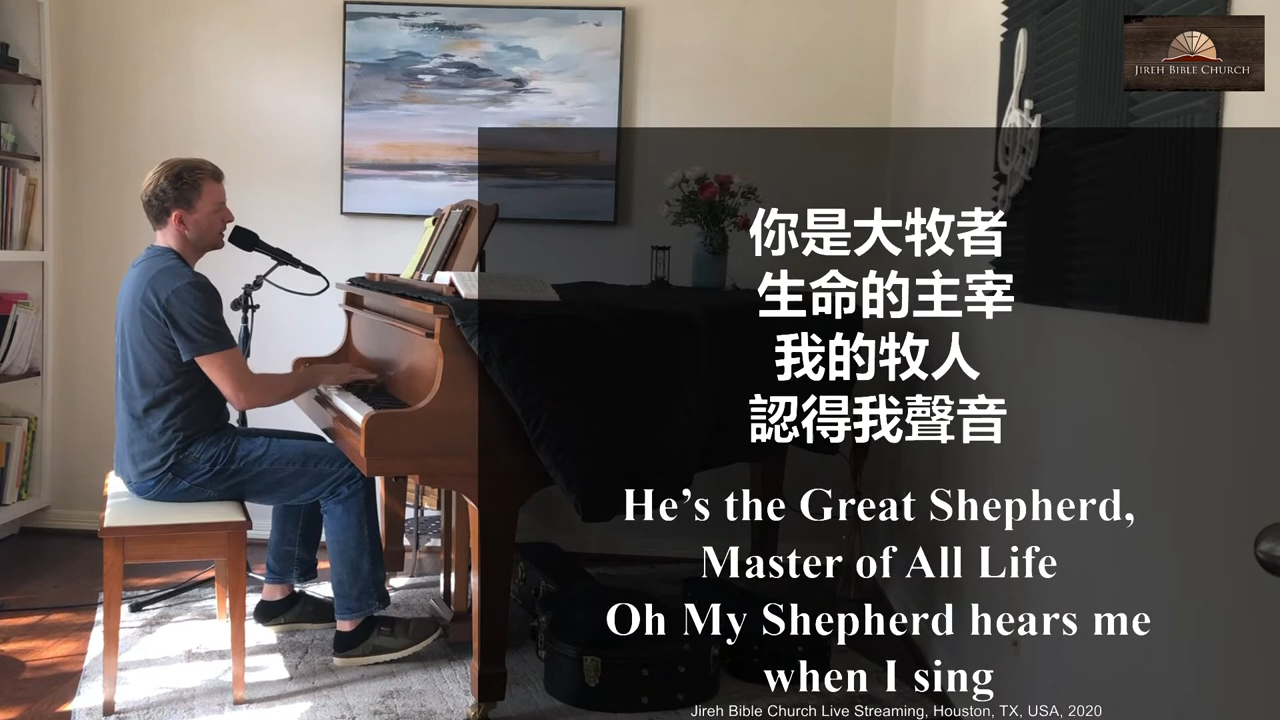 JIREH BIBLE CHURCH
你是大牧者
生命的主宰
我的牧人
認得我聲音
He’s the Great Shepherd,
Master of All Life
Oh My Shepherd hears me
when I sing
Jireh Bible Church Live Streaming, Houston, TX, USA, 2020